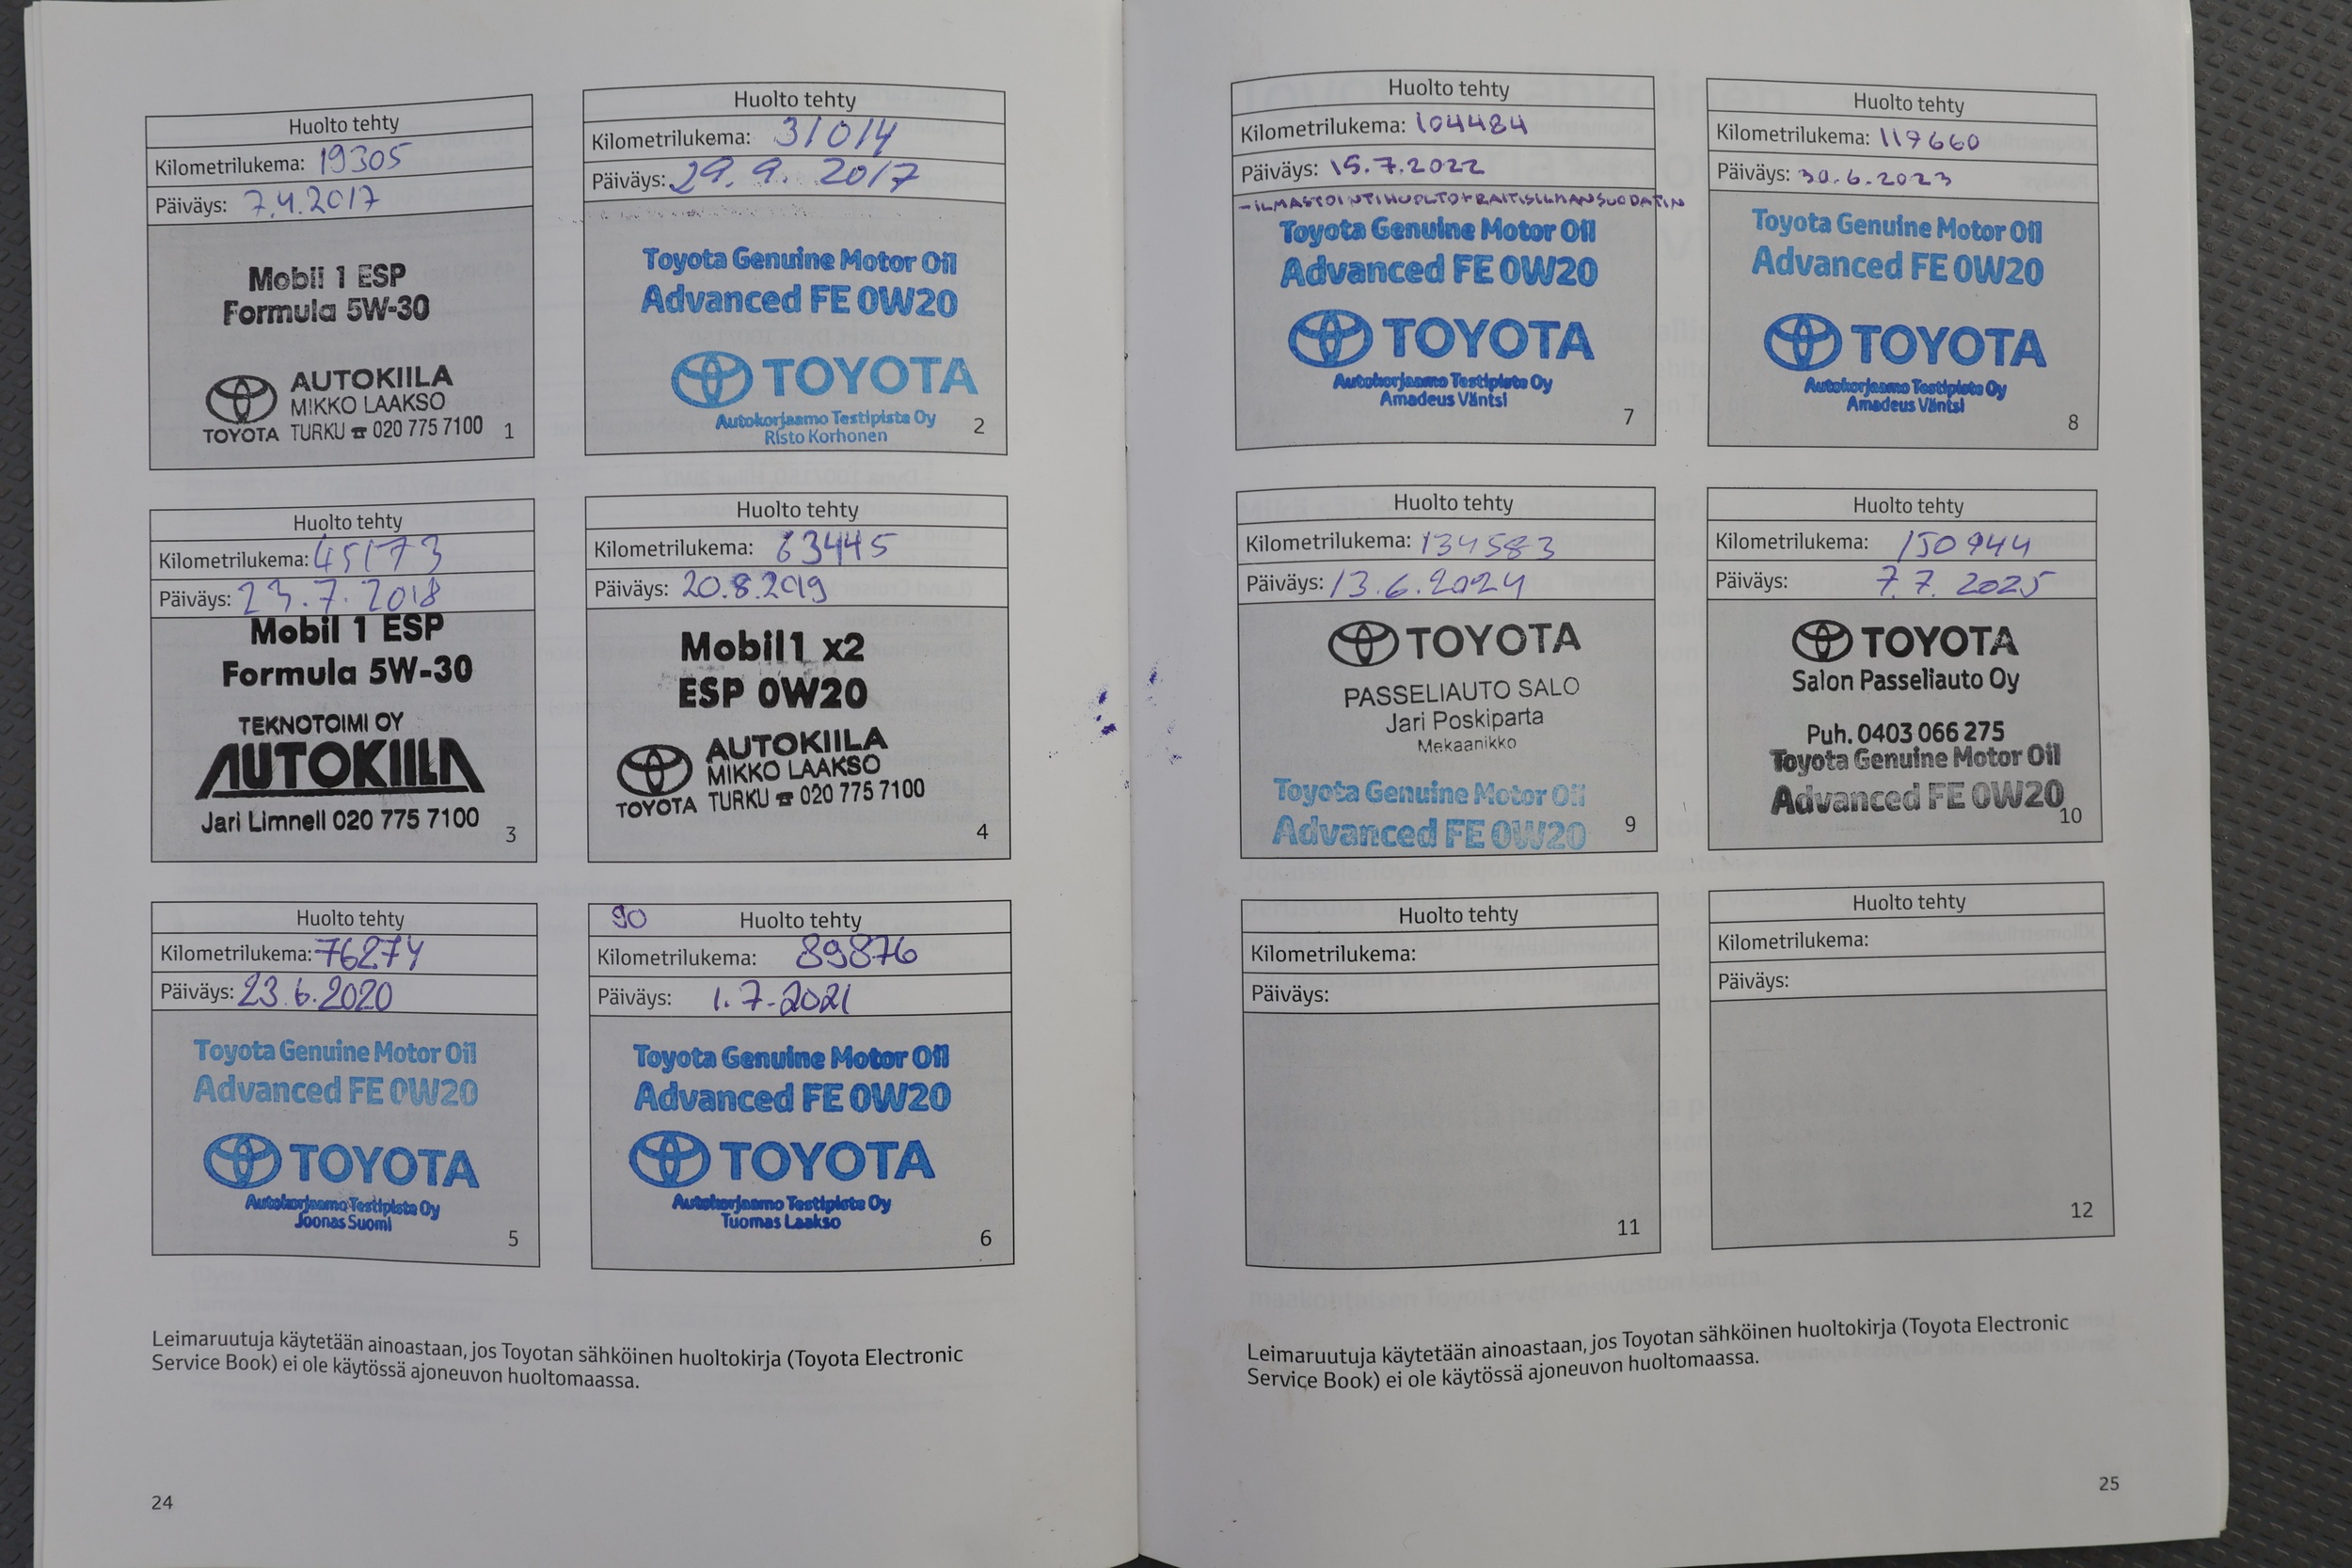 Huolto tehty
Kilometrilukema: 19305
Päiväys: 7.4.2017
Mobil 1 ESP
Formula 5W-30
AUTOKIILA
MIKKO LAAKSO
TOYOTA TURKU ☎ 020 775 7100
1
Huolto tehty
Kilometrilukema: 31014
Päiväys: 29.9. 2017
Toyota Genuine Motor Oil
Advanced FE 0W20
TOYOTA
Autokorjaamo Testipiste Oy
Risto Korhonen
2
Huolto tehty
Kilometrilukema: 45173
Päiväys: 23.7.2018
Mobil 1 ESP
Formula 5W-30
TEKNOTOIMI OY
AUTOKIILA
Jari Limnell 020 775 7100
3
Huolto tehty
Kilometrilukema: 63445
Päiväys: 20.8.2019
Mobil1 x2
ESP 0W20
AUTOKIILA
MIKKO LAAKSO
TOYOTA TURKU ☎ 020 775 7100
4
Huolto tehty
Kilometrilukema: 76274
Päiväys: 23.6.2020
Toyota Genuine Motor Oil
Advanced FE 0W20
TOYOTA
Autokorjaamo Testipiste Oy
Joonas Suomi
5
90 Huolto tehty
Kilometrilukema: 89876
Päiväys: 1.7.2021
Toyota Genuine Motor Oil
Advanced FE 0W20
TOYOTA
Autokorjaamo Testipiste Oy
Tuomas Laakso
6
Leimaruutuja käytetään ainoastaan, jos Toyotan sähköinen huoltokirja (Toyota Electronic
Service Book) ei ole käytössä ajoneuvon huoltomaassa.
24
Huolto tehty
Kilometrilukema: 104484
Päiväys: 15.7.2022
-ILMASTOINTIHUOLTO+RAITISILMANSUODATIN
Toyota Genuine Motor Oil
Advanced FE 0W20
TOYOTA
Autokorjaamo Testipiste Oy
Amadeus Väntsi
7
Huolto tehty
Kilometrilukema: 119660
Päiväys: 30.6.2023
Toyota Genuine Motor Oil
Advanced FE 0W20
TOYOTA
Autokorjaamo Testipiste Oy
Amadeus Väntsi
8
Huolto tehty
Kilometrilukema: 134583
Päiväys: 13.6.2024
TOYOTA
PASSELIAUTO SALO
Jari Poskiparta
Mekaanikko
Toyota Genuine Motor Oil
Advanced FE 0W20
9
Huolto tehty
Kilometrilukema: 150944
Päiväys: 7.7. 2025
TOYOTA
Salon Passeliauto Oy
Puh. 0403 066 275
Toyota Genuine Motor Oil
Advanced FE 0W20
10
Huolto tehty
Kilometrilukema:
Päiväys:
11
Huolto tehty
Kilometrilukema:
Päiväys:
12
Leimaruutuja käytetään ainoastaan, jos Toyotan sähköinen huoltokirja (Toyota Electronic
Service Book) ei ole käytössä ajoneuvon huoltomaassa.
25